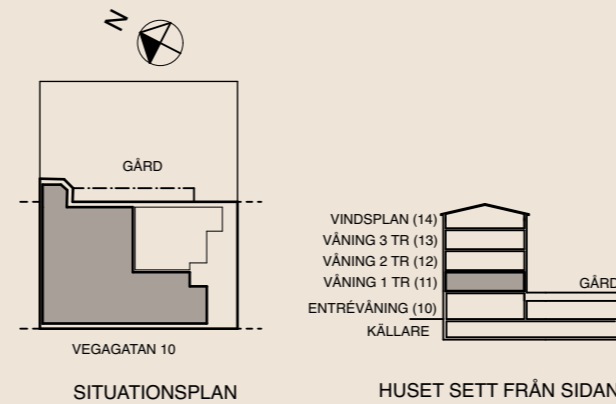 N
GÅRD
VEGAGATAN 10
SITUATIONSPLAN
VINDSPLAN (14)
VÅNING 3 TR (13)
VÅNING 2 TR (12)
VÅNING 1 TR (11)
GÅRD
ENTRÉVÅNING (10)
KÄLLARE
HUSET SETT FRÅN SIDAN